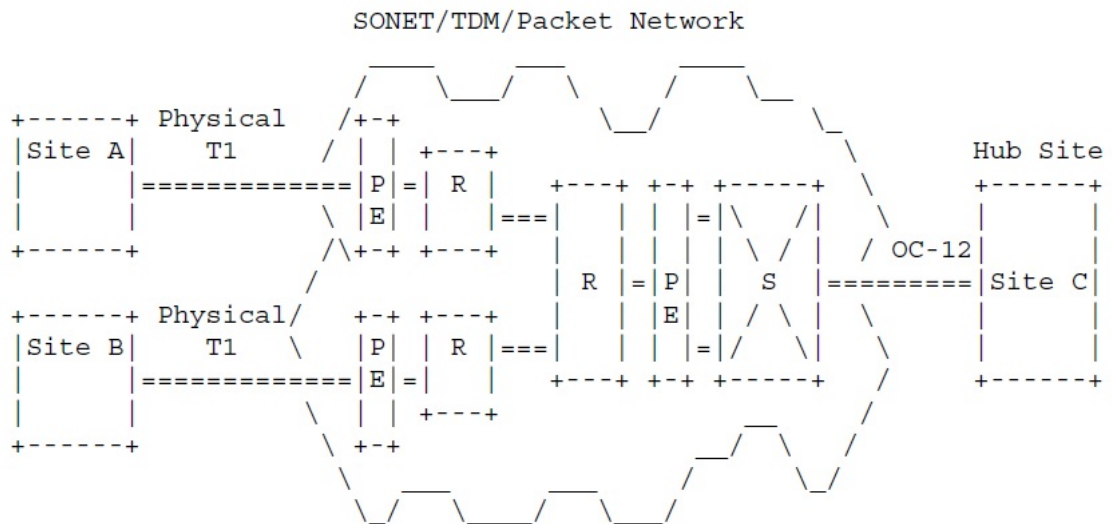 SONET/TDM/Packet Network
Physical
Site A T1 Hub Site
P R
E
OC-12
R P S Site C
Physical E
Site B T1 P R
E